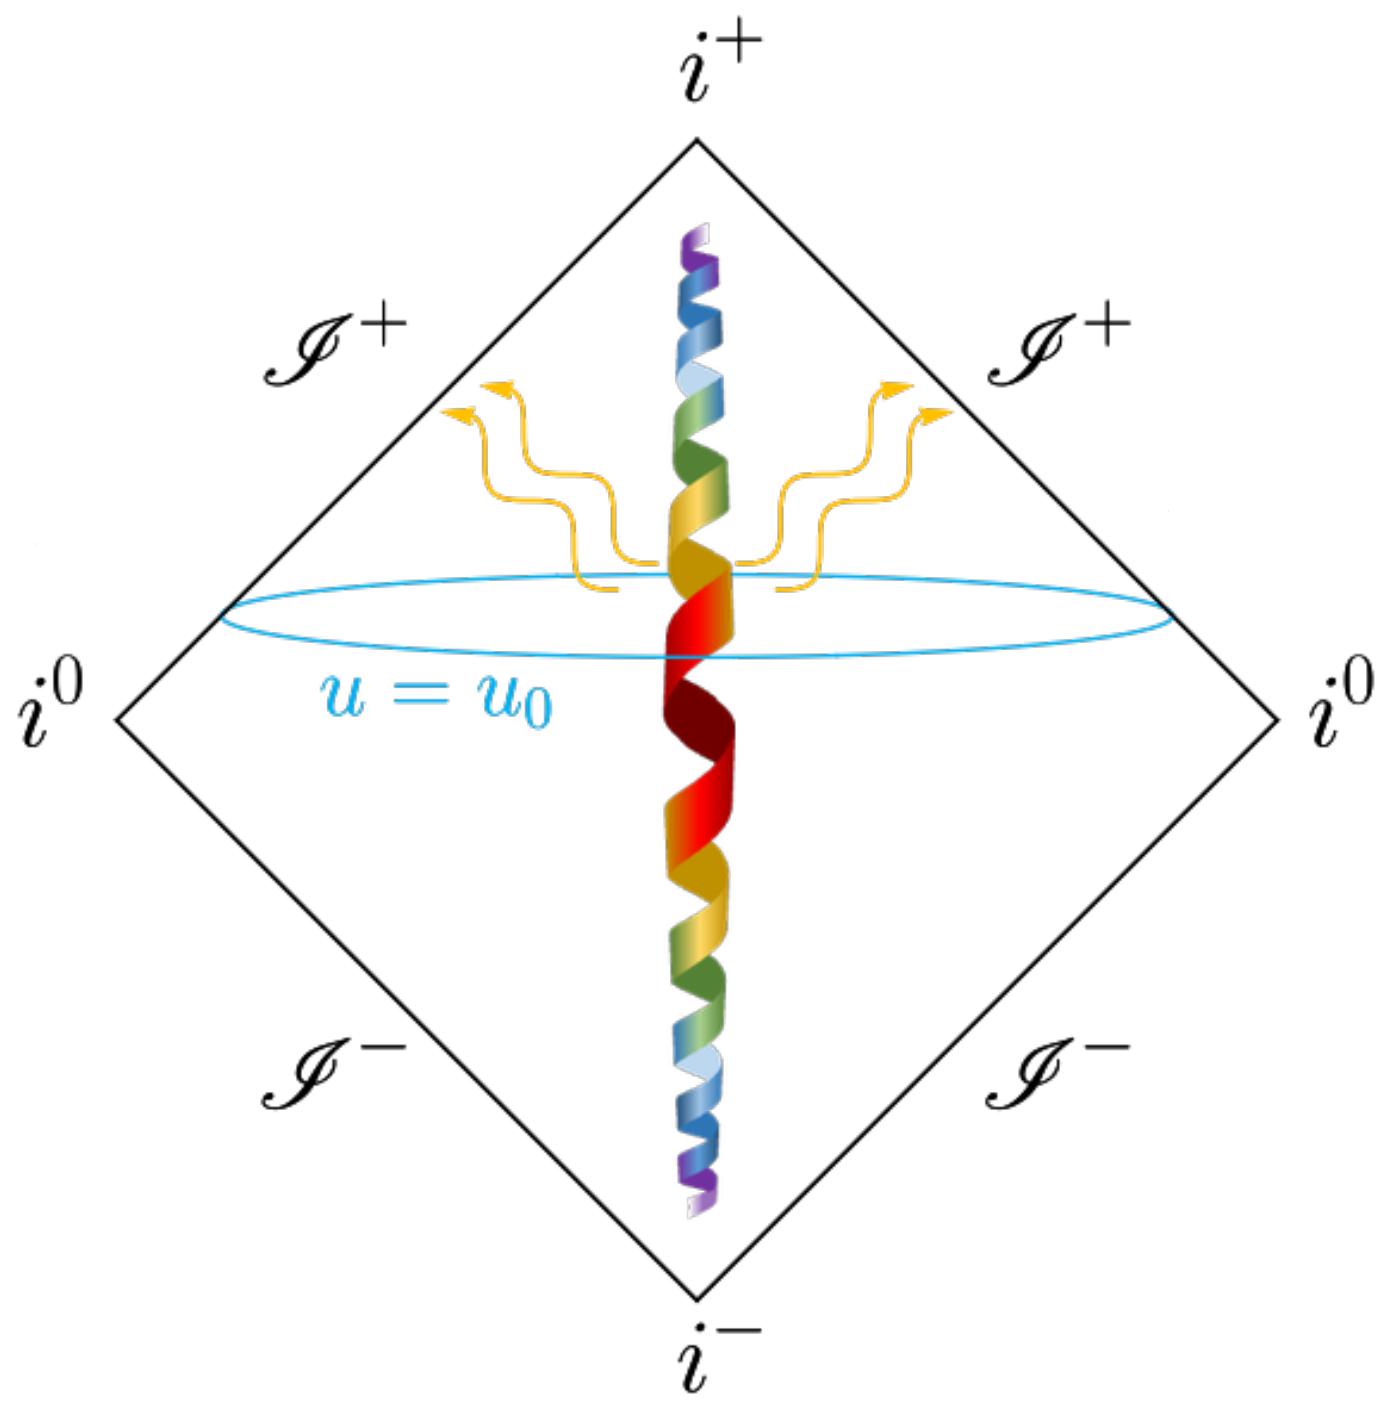 i⁺
ℐ⁺ ℐ⁺
i⁰ u = u₀ i⁰
ℐ⁻ ℐ⁻
i⁻